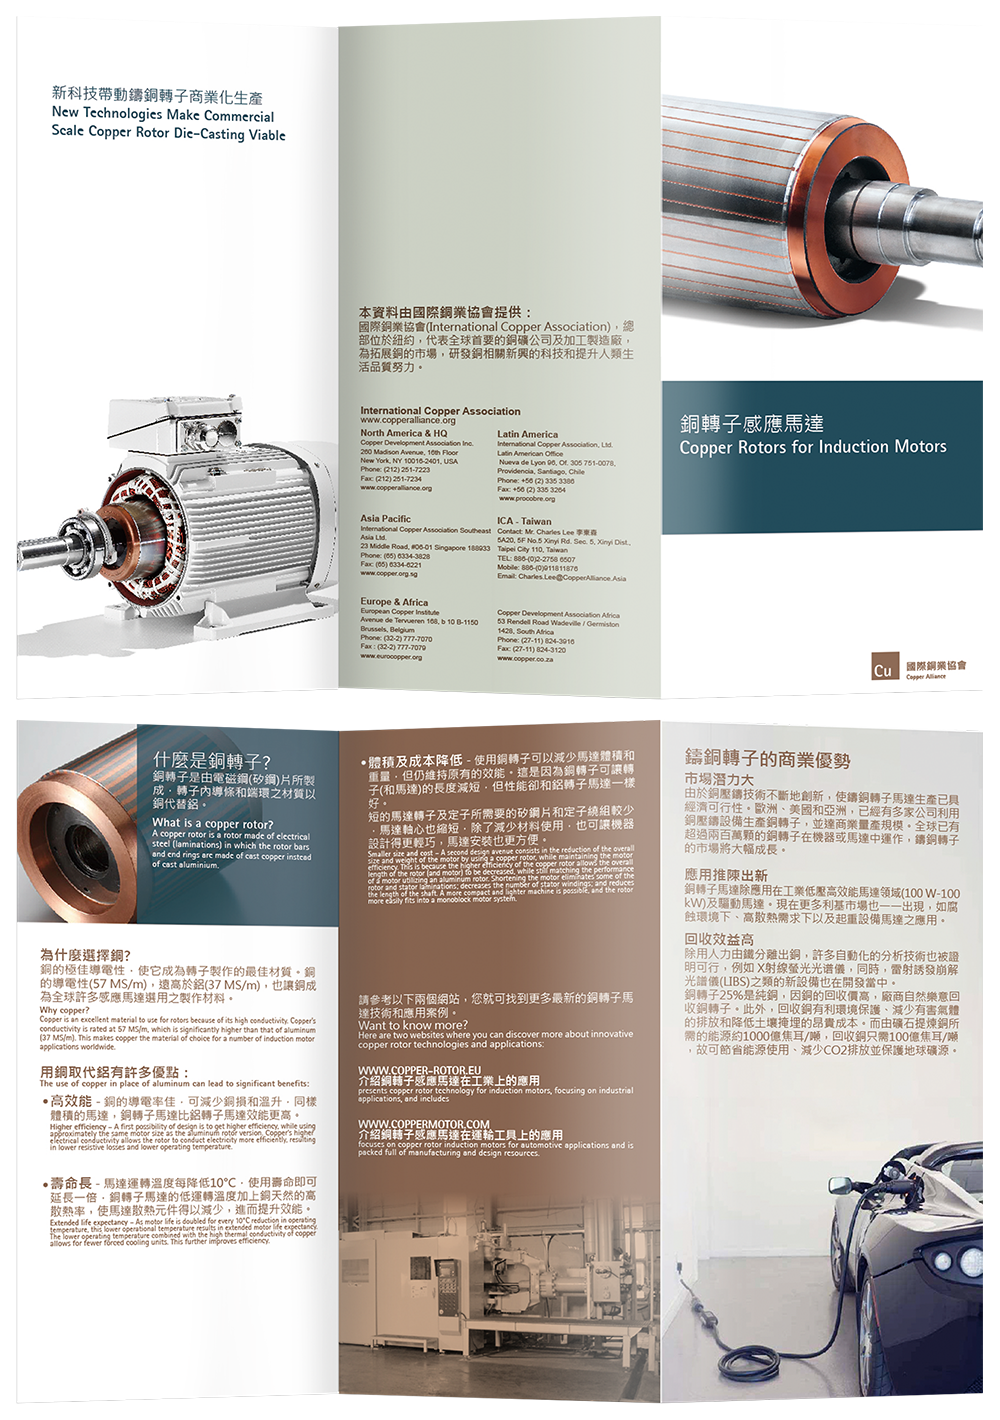 新科技帶動鑄銅轉子商業化生產
New Technologies Make Commercial
Scale Copper Rotor Die-Casting Viable
本資料由國際銅業協會提供：
國際銅業協會(International Copper Association)，總
部位於紐約，代表全球首要的銅礦公司及加工製造廠，
為拓展銅的市場，研發銅相關新興的科技和提升人類生
活品質努力。
International Copper Association
www.copperalliance.org
North America & HQ
Copper Development Association Inc.
260 Madison Avenue, 16th Floor
New York, NY 10016-2401, USA
Phone: (212) 251-7223
Fax: (212) 251-7234
www.copperalliance.org
Latin America
International Copper Association, Ltd.
Latin American Office
Nueva de Lyon 96, Of. 305 751-0078,
Providencia, Santiago, Chile
Phone: +56 (2) 335 3386
Fax: +56 (2) 335 3264
www.procobre.org
Asia Pacific
International Copper Association Southeast
Asia Ltd.
23 Middle Road, #06-01 Singapore 188933
Phone: (65) 6334-3828
Fax: (65) 6334-6221
www.copper.org.sg
ICA - Taiwan
Contact: Mr. Charles Lee 李東霖
5A20, 5F No.5 Xinyi Rd. Sec. 5, Xinyi Dist.,
Taipei City 110, Taiwan
TEL: 886-(0)2-2758 6507
Mobile: 886-(0)911811876
Email: Charles.Lee@CopperAlliance.Asia
Europe & Africa
European Copper Institute
Avenue de Tervueren 168, b 10 B-1150
Brussels, Belgium
Phone: (32-2) 777-7070
Fax : (32-2) 777-7079
www.eurocopper.org
Copper Development Association Africa
53 Rendell Road Wadeville / Germiston
1428, South Africa
Phone: (27-11) 824-3916
Fax: (27-11) 824-3120
www.copper.co.za
銅轉子感應馬達
Copper Rotors for Induction Motors
Cu
國際銅業協會
Copper Alliance
什麼是銅轉子?
銅轉子是由電磁鋼(矽鋼)片所製
成，轉子內導條和端環之材質以
銅代替鋁。
What is a copper rotor?
A copper rotor is a rotor made of electrical
steel (laminations) in which the rotor bars
and end rings are made of cast copper instead
of cast aluminium.
為什麼選擇銅?
銅的極佳導電性，使它成為轉子製作的最佳材質。銅
的導電性(57 MS/m)，遠高於鋁(37 MS/m)，也讓銅成
為全球許多感應馬達選用之製作材料。
Why copper?
Copper is an excellent material to use for rotors because of its high conductivity. Copper's
conductivity is rated at 57 MS/m, which is significantly higher than that of aluminum
(37 MS/m). This makes copper the material of choice for a number of induction motor
applications worldwide.
用銅取代鋁有許多優點：
The use of copper in place of aluminum can lead to significant benefits:
•高效能 - 銅的導電率佳，可減少銅損和溫升，同樣
體積的馬達，銅轉子馬達比鋁轉子馬達效能更高。
Higher efficiency – A first possibility of design is to get higher efficiency, while using
approximately the same motor size as the aluminum rotor version. Copper's higher
electrical conductivity allows the rotor to conduct electricity more efficiently, resulting
in lower resistive losses and lower operating temperature.
•壽命長 - 馬達運轉溫度每降低10°C，使用壽命即可
延長一倍，銅轉子馬達的低運轉溫度加上銅天然的高
散熱率，使馬達散熱元件得以減少，進而提升效能。
Extended life expectancy – As motor life is doubled for every 10°C reduction in operating
temperature, this lower operational temperature results in extended motor life expectancy.
The lower operating temperature combined with the high thermal conductivity of copper
allows for fewer forced cooling units. This further improves efficiency.
•體積及成本降低 - 使用銅轉子可以減少馬達體積和
重量，但仍維持原有的效能。這是因為銅轉子可讓轉
子(和馬達)的長度減短，但性能卻和鋁轉子馬達一樣
好。
短的馬達轉子及定子所需要的矽鋼片和定子繞組較少
，馬達軸心也縮短，除了減少材料使用，也可讓機器
設計得更輕巧，馬達安裝也更方便。
Smaller size and cost – A second design avenue consists in the reduction of the overall
size and weight of the motor by using a copper rotor, while maintaining the motor
efficiency. This is because the higher efficiency of the copper rotor allows the overall
length of the rotor (and motor) to be decreased, while still matching the performance
of a motor utilizing an aluminum rotor. Shortening the motor eliminates some of the
rotor and stator laminations; decreases the number of stator windings; and reduces
the length of the shaft. A more compact and lighter machine is possible, and the rotor
more easily fits into a monoblock motor system.
請參考以下兩個網站，您就可找到更多最新的銅轉子馬
達技術和應用案例。
Want to know more?
Here are two websites where you can discover more about innovative
copper rotor technologies and applications:
WWW.COPPER-ROTOR.EU
介紹銅轉子感應馬達在工業上的應用
presents copper rotor technology for induction motors, focusing on industrial
applications, and includes
WWW.COPPERMOTOR.COM
介紹銅轉子感應馬達在運輸工具上的應用
focuses on copper rotor induction motors for automotive applications and is
packed full of manufacturing and design resources.
鑄銅轉子的商業優勢
市場潛力大
由於銅壓鑄技術不斷地創新，使鑄銅轉子馬達生產已具
經濟可行性。歐洲、美國和亞洲，已經有多家公司利用
銅壓鑄設備生產銅轉子，並達商業量產規模。全球已有
超過兩百萬顆的銅轉子在機器或馬達中運作，鑄銅轉子
的市場將大幅成長。
應用推陳出新
銅轉子馬達除應用在工業低壓高效能馬達領域(100 W-100
kW)及驅動馬達。現在更多利基市場也一一出現，如腐
蝕環境下、高散熱需求下以及起重設備馬達之應用。
回收效益高
除用人力由鐵分離出銅，許多自動化的分析技術也被證
明可行，例如 X射線螢光光譜儀，同時，雷射誘發崩解
光譜儀(LIBS)之類的新設備也在開發當中。
銅轉子25%是純銅，因銅的回收價高，廠商自然樂意回
收銅轉子。此外，回收銅有利環境保護、減少有害氣體
的排放和降低土壤掩埋的昂貴成本。而由礦石提煉銅所
需的能源約1000億焦耳/噸，回收銅只需100億焦耳/噸
，故可節省能源使用、減少CO2排放並保護地球礦源。